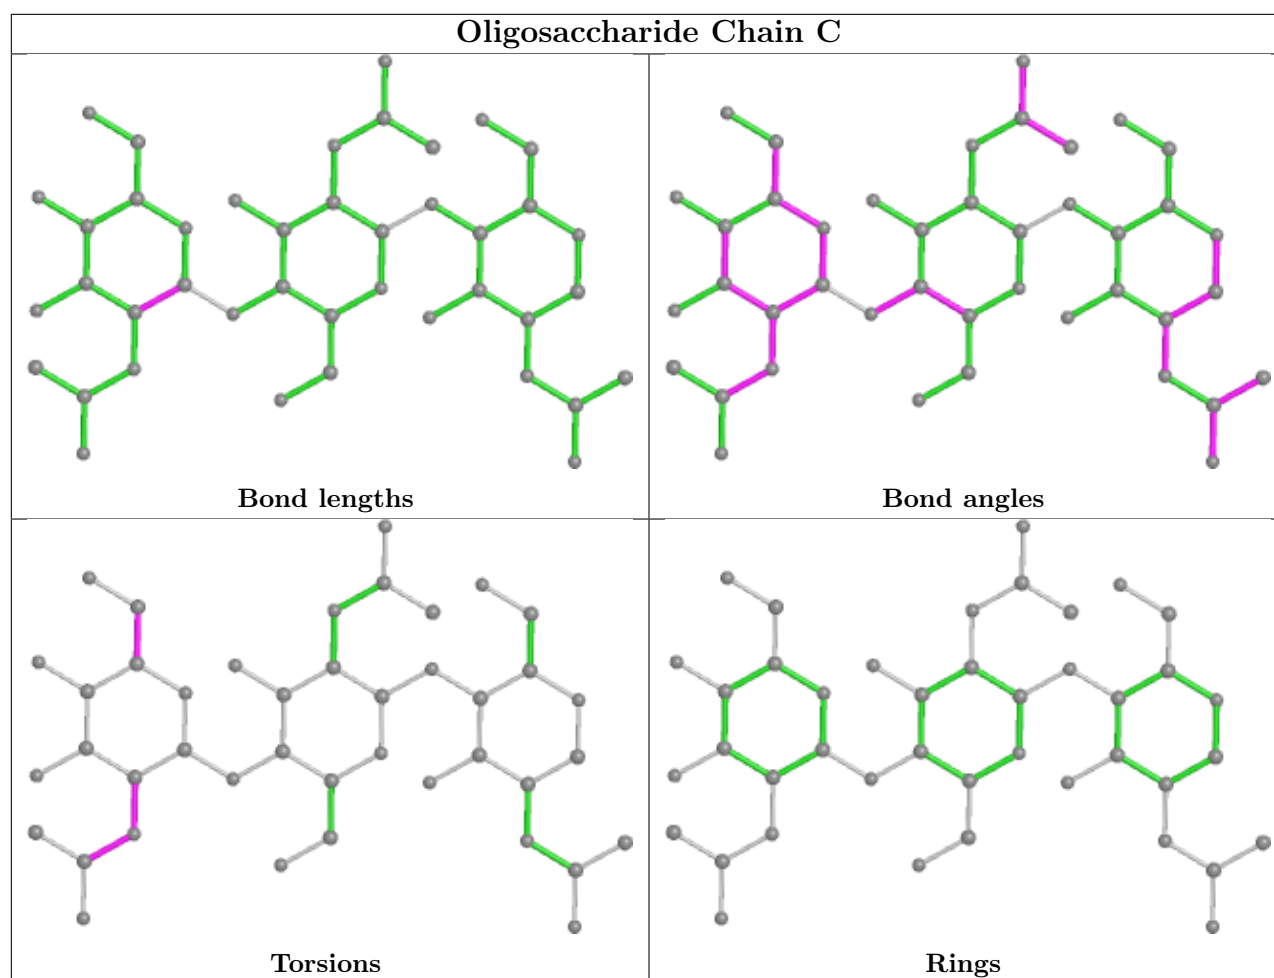 Oligosaccharide Chain C
Bond lengths
Bond angles
Torsions
Rings